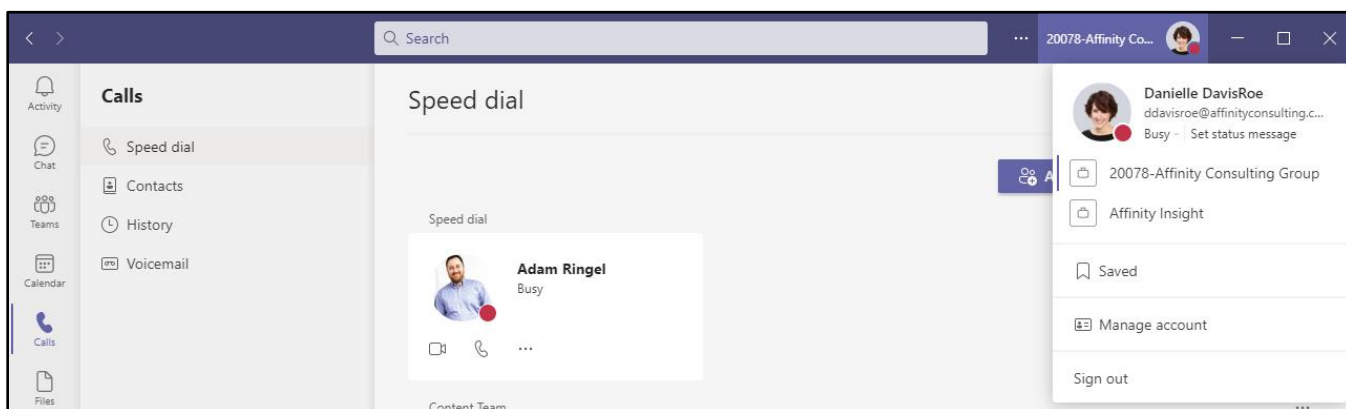 Search
20078-Affinity Co...
Activity
Chat
Teams
Calendar
Calls
Files
Calls
Speed dial
Contacts
History
Voicemail
Speed dial
A
Speed dial
Adam Ringel
Busy
Content Team
Danielle DavisRoe
ddavisroe@affinityconsulting.c...
Busy Set status message
20078-Affinity Consulting Group
Affinity Insight
Saved
Manage account
Sign out